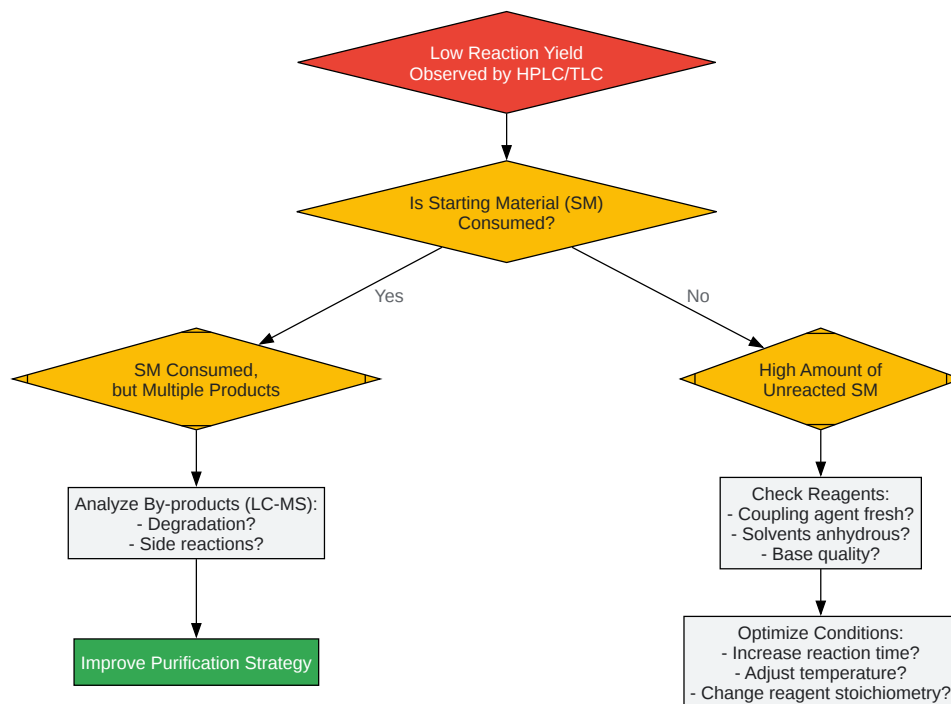 Low Reaction Yield
Observed by HPLC/TLC
Is Starting Material (SM)
Consumed?
Yes
No
SM Consumed,
but Multiple Products
High Amount of
Unreacted SM
Analyze By-products (LC-MS):
- Degradation?
- Side reactions?
Check Reagents:
- Coupling agent fresh?
- Solvents anhydrous?
- Base quality?
Improve Purification Strategy
Optimize Conditions:
- Increase reaction time?
- Adjust temperature?
- Change reagent stoichiometry?